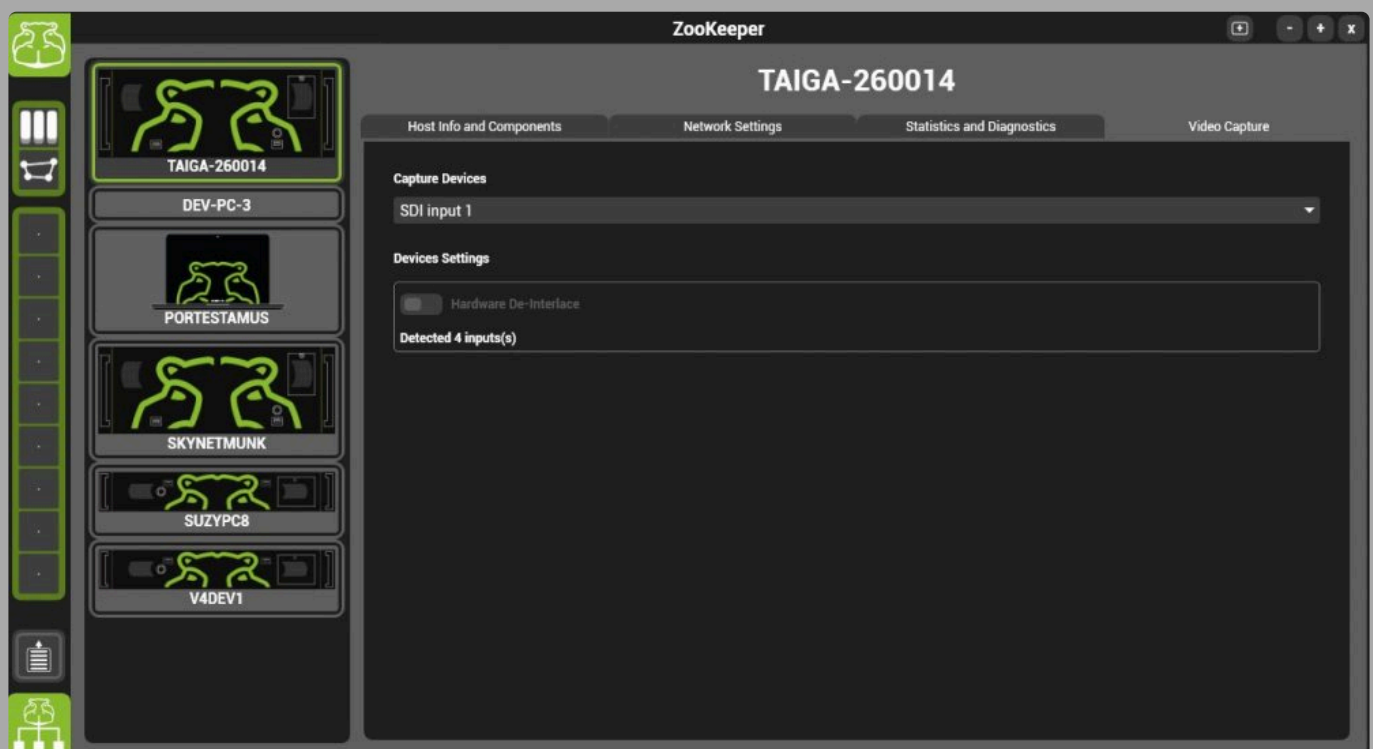 ZooKeeper
- + x
TAIGA-260014
TAIGA-260014
DEV-PC-3
PORTESTAMUS
SKYNETMUNK
SUZYPC8
V4DEV1
Host Info and Components
Network Settings
Statistics and Diagnostics
Video Capture
Capture Devices
SDI input 1
Devices Settings
Hardware De-Interlace
Detected 4 inputs(s)